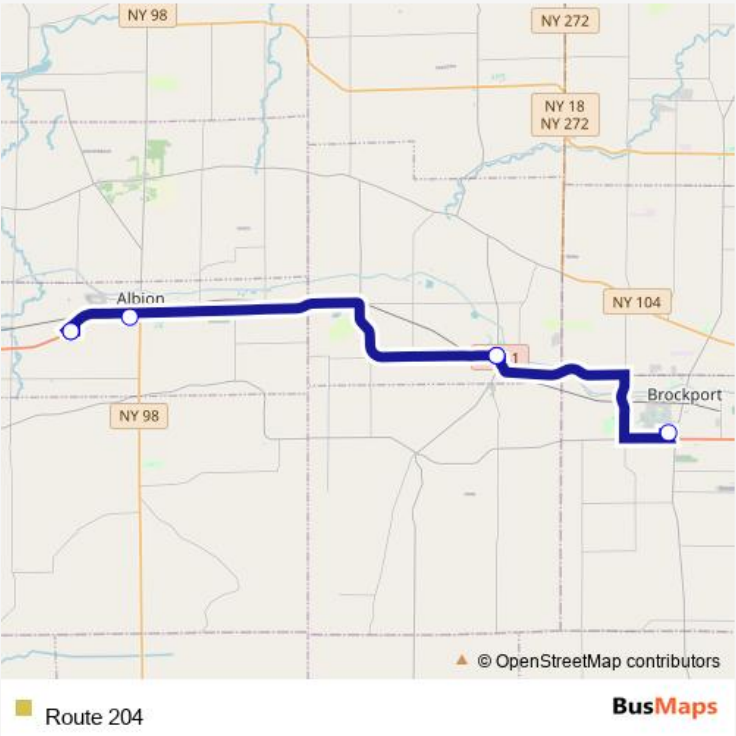 NY 98
NY 272
NY 18
NY 272
Albion
NY 104
1
Brockport
NY 98
© OpenStreetMap contributors
Route 204
BusMaps